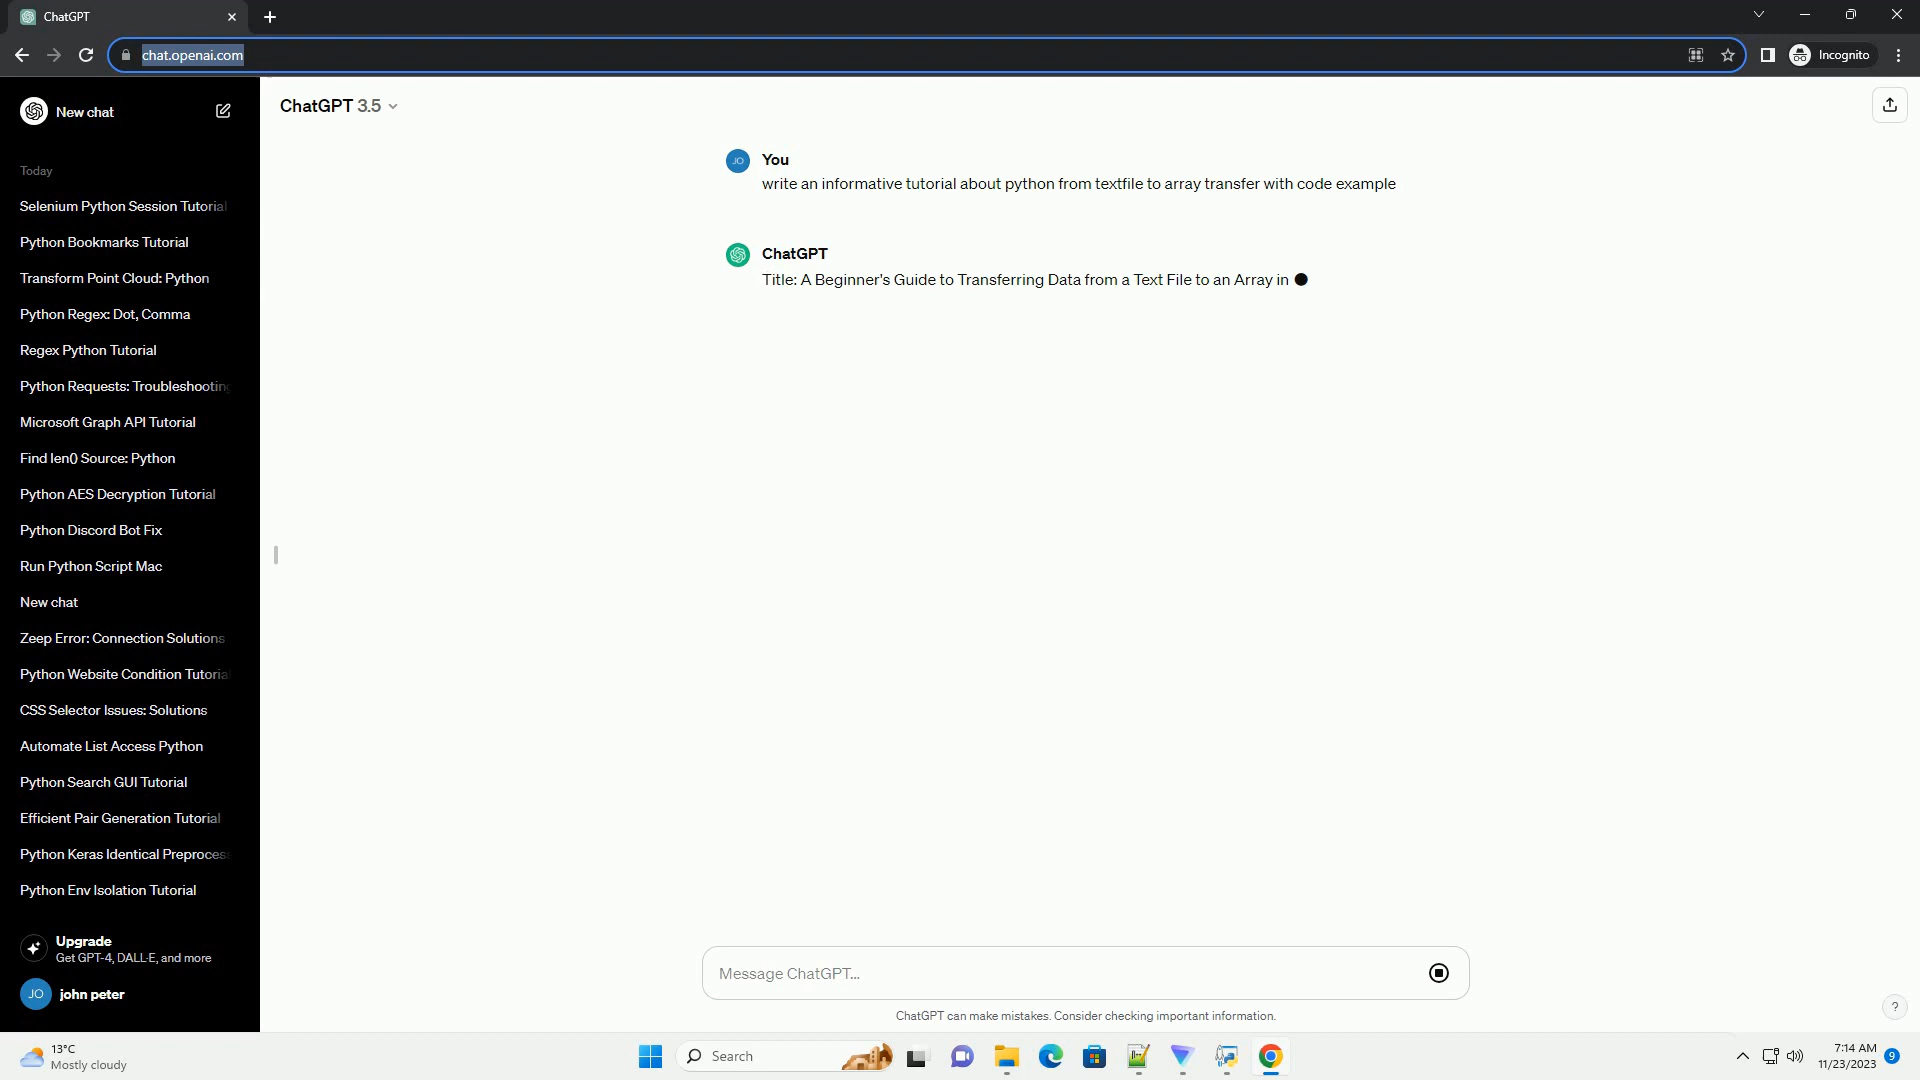 ChatGPT
chat.openai.com
Incognito
New chat
Today
Selenium Python Session Tutorial
Python Bookmarks Tutorial
Transform Point Cloud: Python
Python Regex: Dot, Comma
Regex Python Tutorial
Python Requests: Troubleshooting
Microsoft Graph API Tutorial
Find len() Source: Python
Python AES Decryption Tutorial
Python Discord Bot Fix
Run Python Script Mac
New chat
Zeep Error: Connection Solutions
Python Website Condition Tutorial
CSS Selector Issues: Solutions
Automate List Access Python
Python Search GUI Tutorial
Efficient Pair Generation Tutorial
Python Keras Identical Preprocess
Python Env Isolation Tutorial
Upgrade
Get GPT-4, DALL·E, and more
JO
john peter
ChatGPT 3.5
JO
You
write an informative tutorial about python from textfile to array transfer with code example
ChatGPT
Title: A Beginner's Guide to Transferring Data from a Text File to an Array in
Message ChatGPT...
ChatGPT can make mistakes. Consider checking important information.
?
13°C
Mostly cloudy
Search
7:14 AM
11/23/2023
9